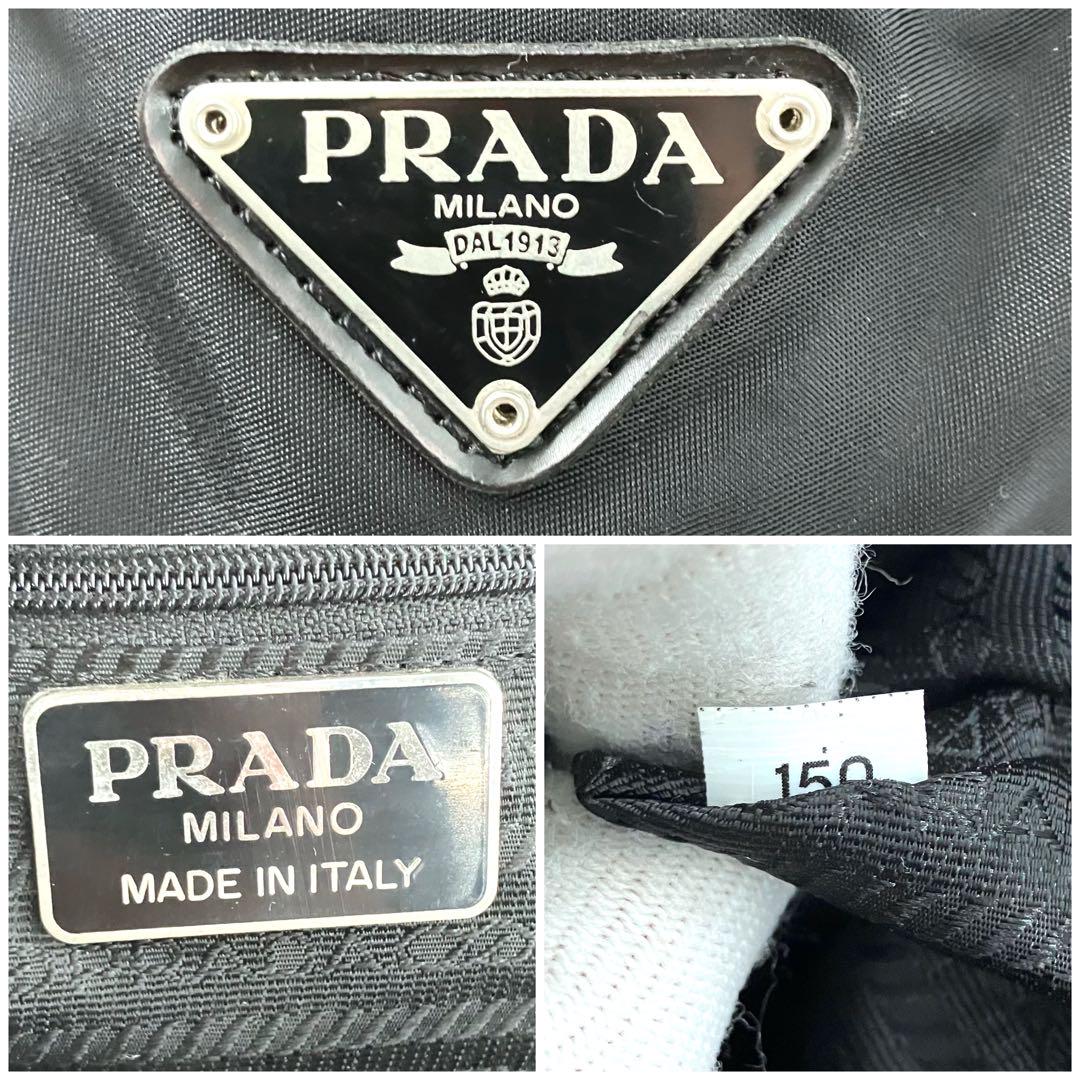 PRADA
MILANO
DAL 1913
PRADA
MILANO
MADE IN ITALY
150